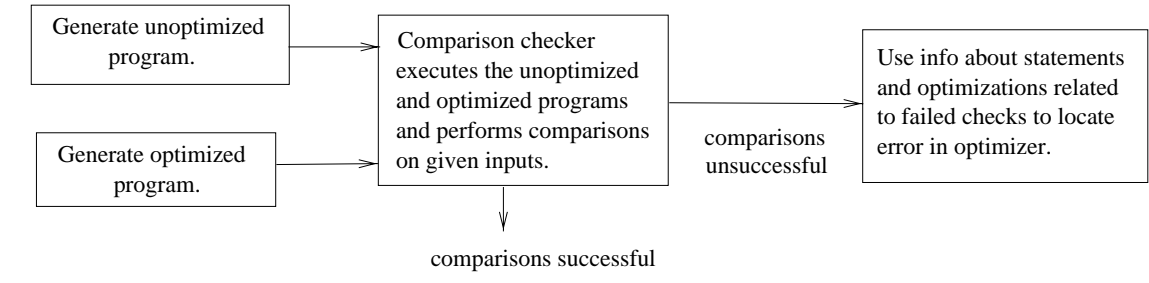 Generate unoptimized
program.
Generate optimized
program.
Comparison checker
executes the unoptimized
and optimized programs
and performs comparisons
on given inputs.
comparisons successful
comparisons
unsuccessful
Use info about statements
and optimizations related
to failed checks to locate
error in optimizer.